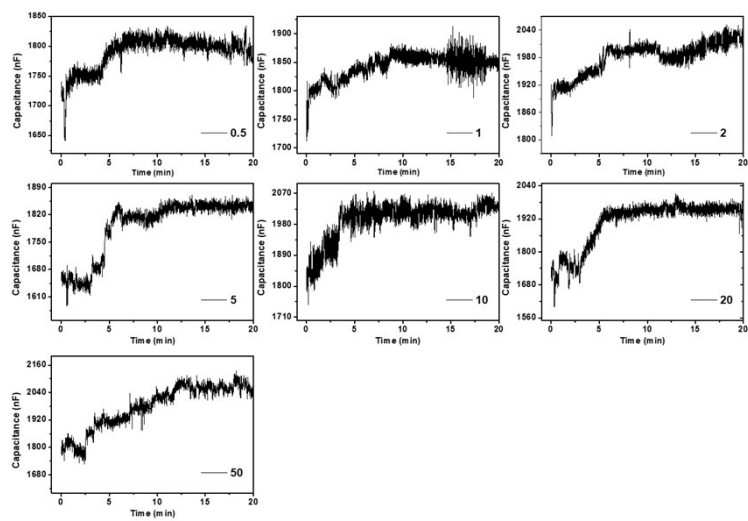 Capacitance (nF)
1850
1800
1750
1700
1650
0 5 10 15 20
Time (min)
0.5
Capacitance (nF)
1900
1850
1800
1750
1700
0 5 10 15 20
Time (min)
1
Capacitance (nF)
2040
1980
1920
1860
1800
0 5 10 15 20
Time (min)
2
Capacitance (nF)
1890
1820
1750
1680
1610
0 5 10 15 20
Time (min)
5
Capacitance (nF)
2070
1980
1890
1800
1710
0 5 10 15 20
Time (min)
10
Capacitance (nF)
2040
1920
1800
1680
1560
0 5 10 15 20
Time (min)
20
Capacitance (nF)
2160
2040
1920
1800
1680
0 5 10 15 20
Time (min)
50